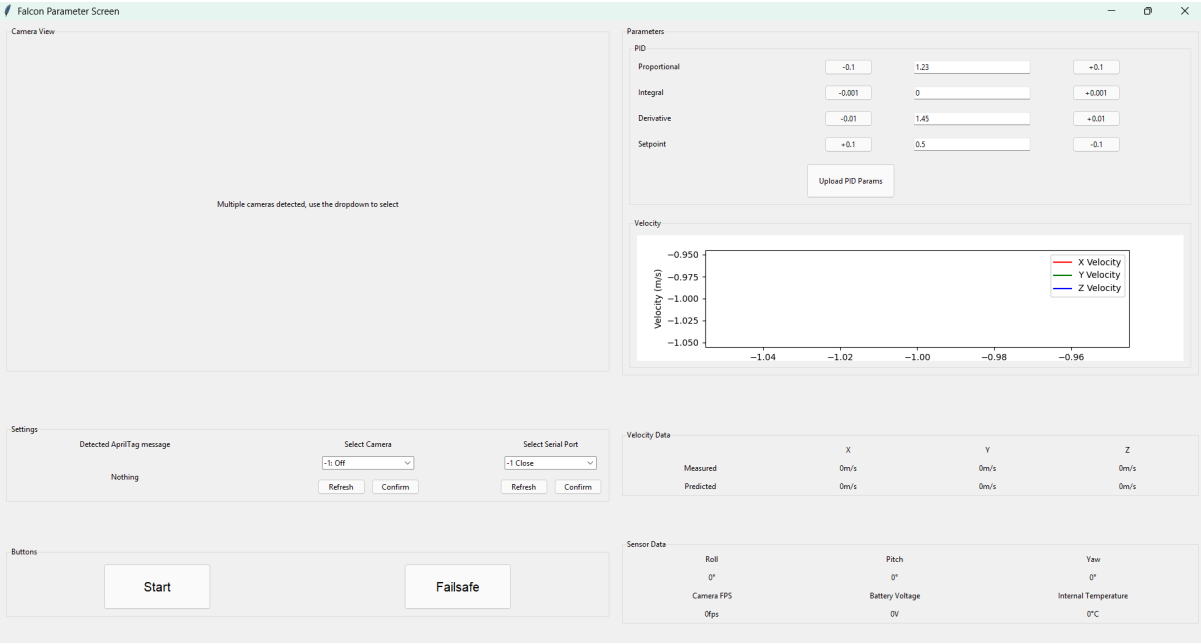 Falcon Parameter Screen
Camera View
Multiple cameras detected, use the dropdown to select
Parameters
PID
Proportional -0.1 1.23 +0.1
Integral -0.001 0 +0.001
Derivative -0.01 1.45 +0.01
Setpoint +0.1 0.5 -0.1
Upload PID Params
Velocity
Velocity (m/s)
−0.950
−0.975
−1.000
−1.025
−1.050
−1.04 −1.02 −1.00 −0.98 −0.96
X Velocity
Y Velocity
Z Velocity
Settings
Detected AprilTag message Select Camera Select Serial Port
-1: Off -1 Close
Nothing
Refresh Confirm Refresh Confirm
Velocity Data
X Y Z
Measured 0m/s 0m/s 0m/s
Predicted 0m/s 0m/s 0m/s
Buttons
Start Failsafe
Sensor Data
Roll Pitch Yaw
0° 0° 0°
Camera FPS Battery Voltage Internal Temperature
0fps 0V 0°C